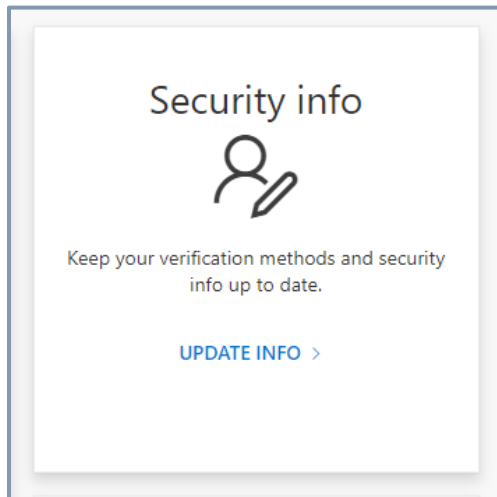 Security info
Keep your verification methods and security
info up to date.
UPDATE INFO >